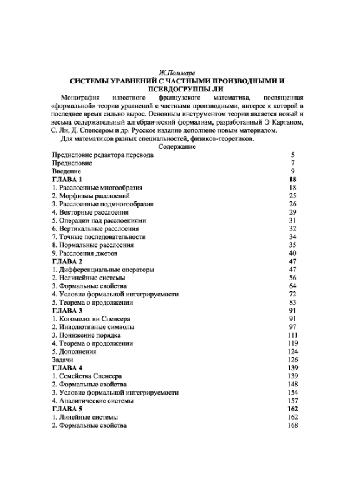 Ж.Поммаре
СИСТЕМЫ УРАВНЕНИЙ С ЧАСТНЫМИ ПРОИЗВОДНЫМИ И
ПСЕВДОГРУППЫ ЛИ
Монография известного французского математика, посвященная
«формальной» теории уравнений с частными производными, интерес к которой в
последнее время сильно вырос. Основным инструментом теории является новый и
весьма содержательный алгебраический формализм, разработанный Э Картаном,
С. Ли, Д. Спенсером и др. Русское издание дополнено новым материалом.
Для математиков разных специальностей, физиков-теоретиков.
Содержание
Предисловие редактора перевода 5
Предисловие 7
Введение 9
ГЛАВА 1 18
1. Расслоенные многообразия 18
2. Морфизмы расслоений 25
3. Расслоенные подмногообразия 26
4. Векторные расслоения 29
5. Операции над расслоениями 31
6. Вертикальные расслоения 32
7. Точные последовательности 34
8. Нормальные расслоения 35
9. Расслоения джетов 40
ГЛАВА 2 47
1. Дифференциальные операторы 47
2. Нелинейные системы 56
3. Формальные свойства 64
4. Условия формальной интегрируемости 72
5. Теорема о продолжении 83
ГЛАВА 3 91
1. Когомологии Спенсера 91
2. Инволютивные символы 97
3. Понижение порядка 111
4. Теорема о продолжении 119
5. Дополнения 124
Задачи 126
ГЛАВА 4 139
1. Семейства Спенсера 139
2. Формальные свойства 148
3. Условия формальной интегрируемости 154
4. Аналитические системы 157
ГЛАВА 5 162
1. Линейные системы 162
2. Формальные свойства 168